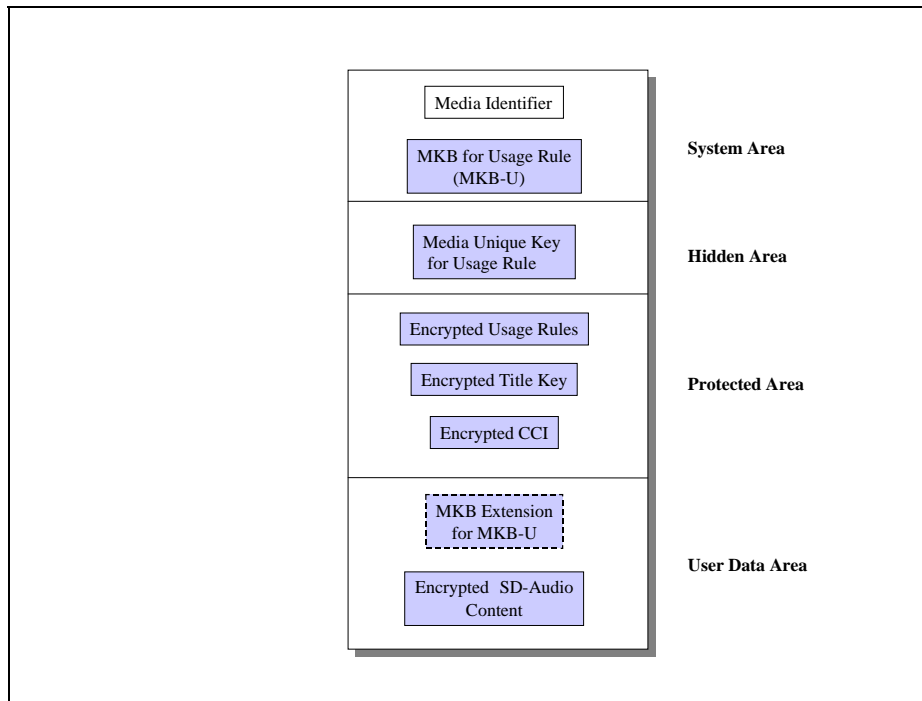 Media Identifier
MKB for Usage Rule
(MKB-U)
System Area
Media Unique Key
for Usage Rule
Hidden Area
Encrypted Usage Rules
Encrypted Title Key
Encrypted CCI
Protected Area
MKB Extension
for MKB-U
Encrypted SD-Audio
Content
User Data Area